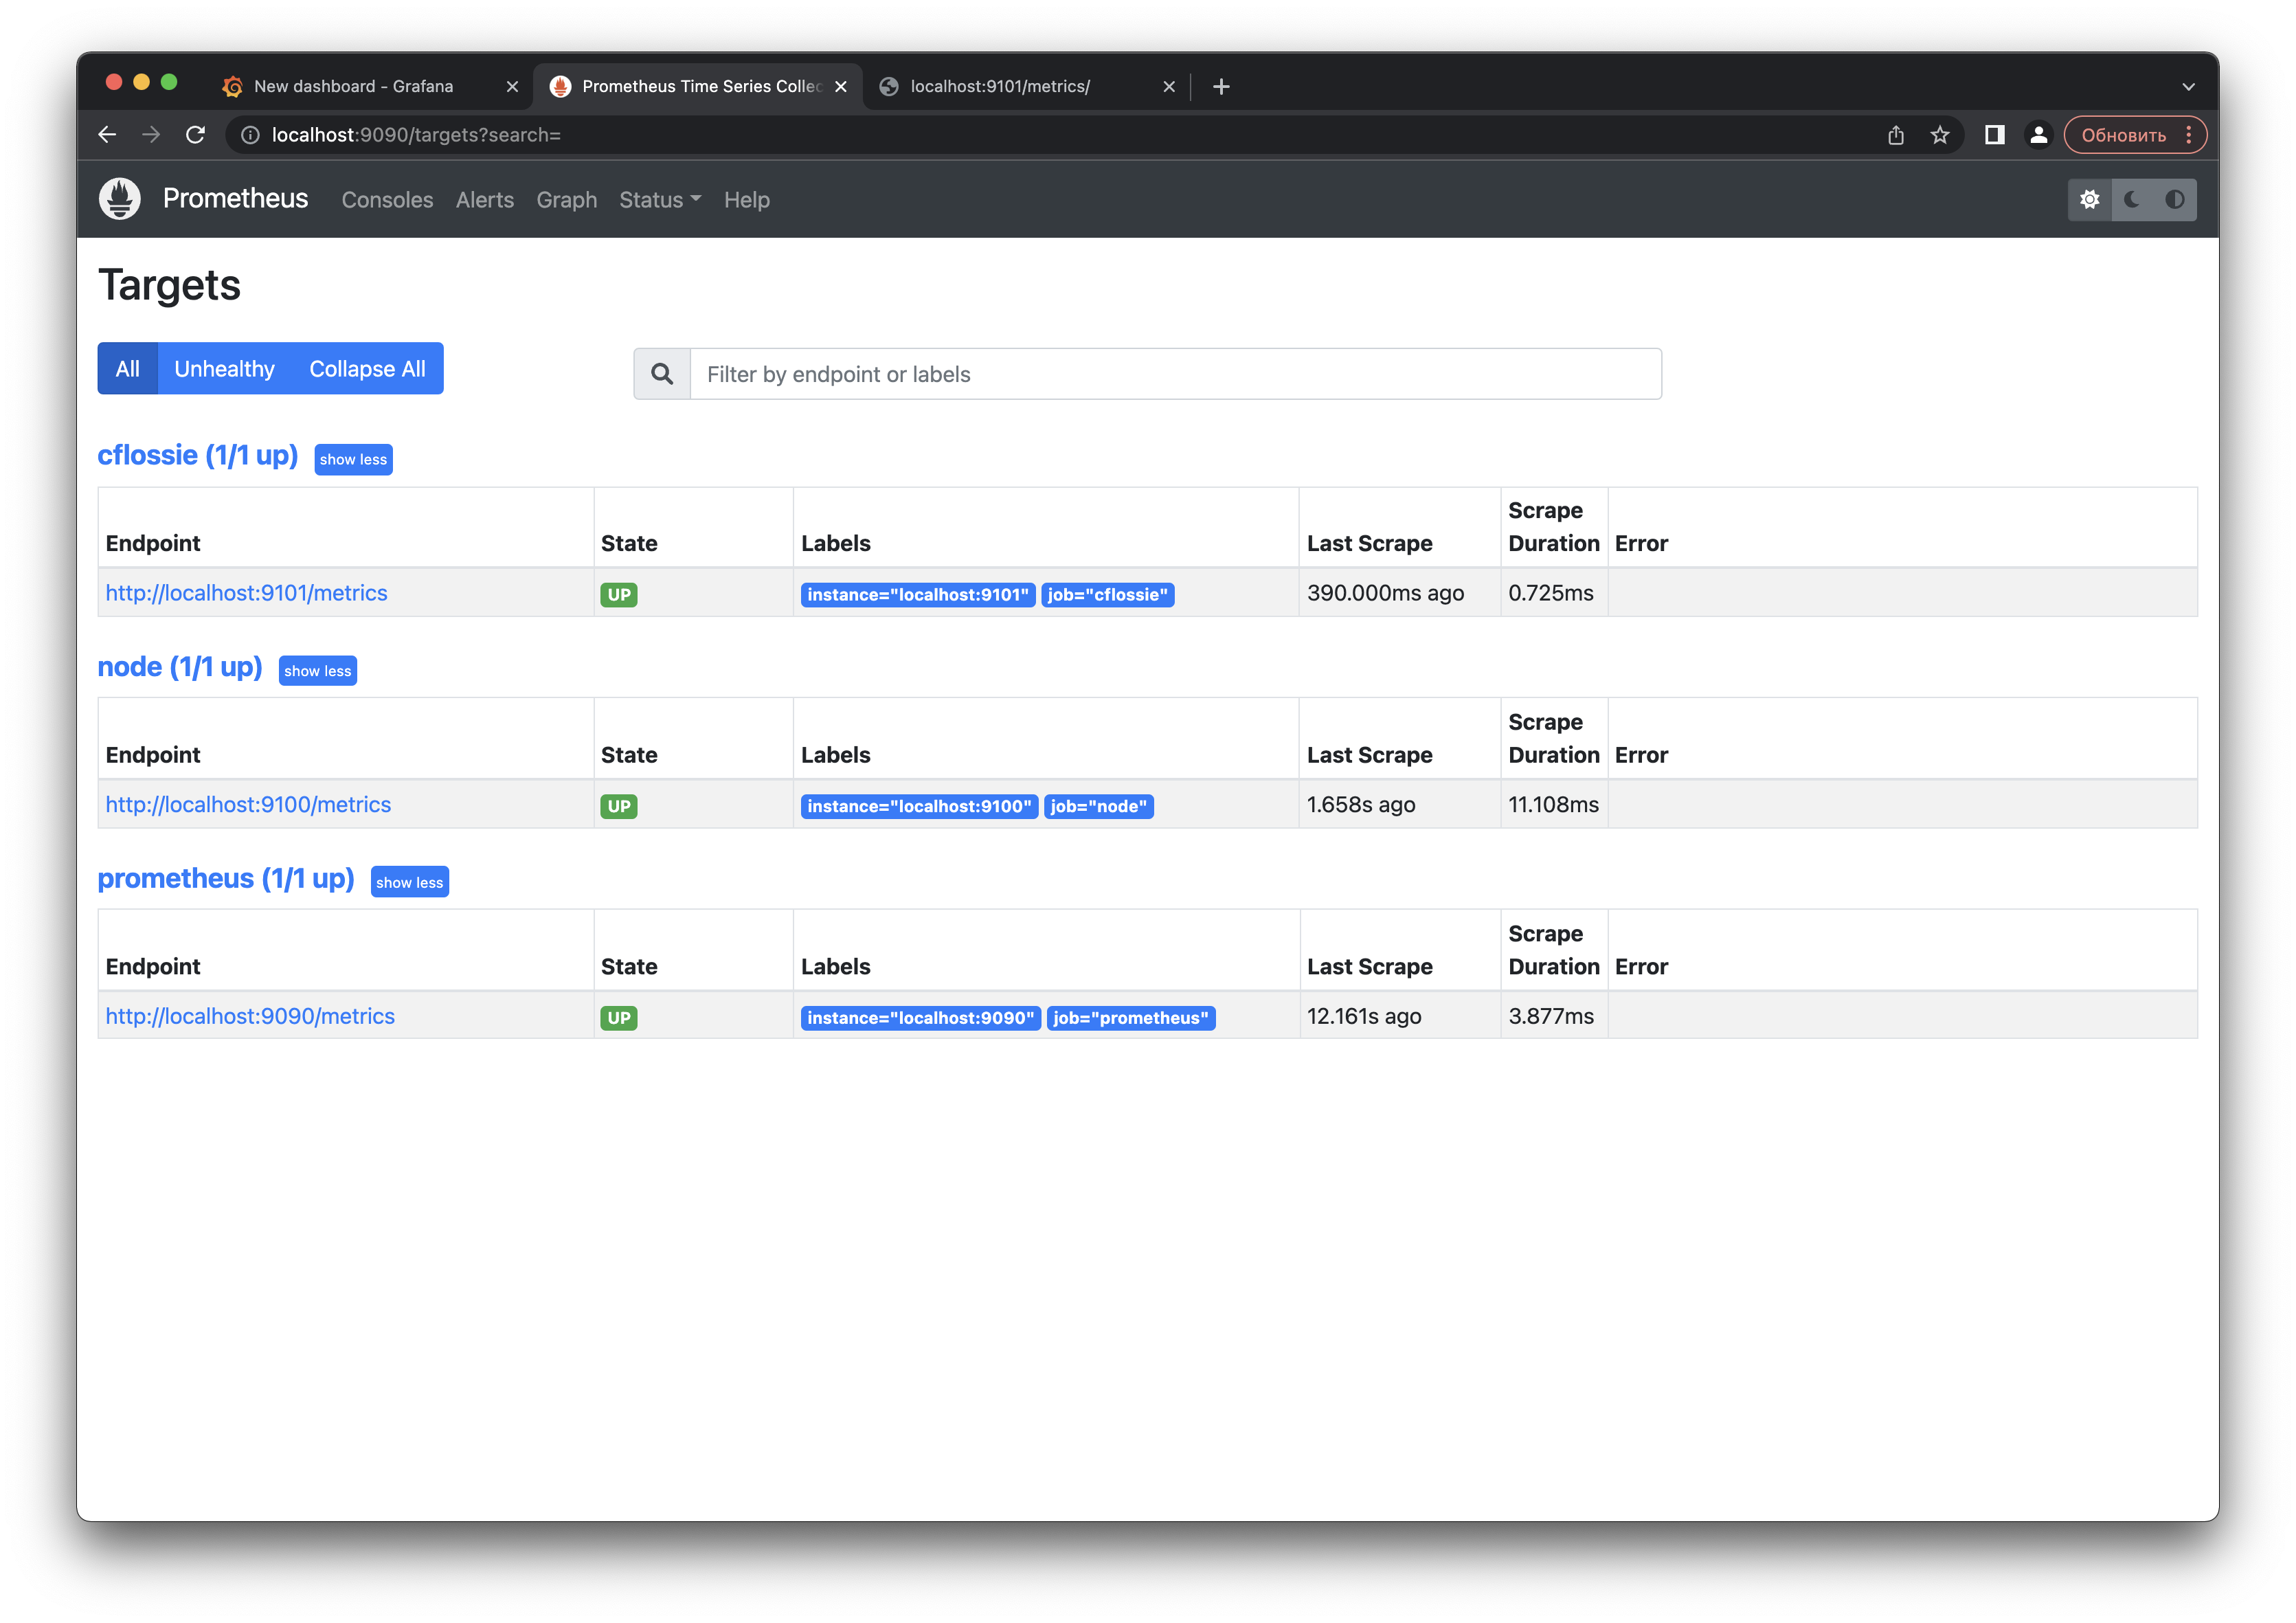 New dashboard - Grafana
Prometheus Time Series Collec
localhost:9101/metrics/
localhost:9090/targets?search=
Обновить
Prometheus Consoles Alerts Graph Status Help
Targets
All Unhealthy Collapse All
Filter by endpoint or labels
cflossie (1/1 up) show less
Endpoint State Labels Last Scrape Scrape Duration Error
http://localhost:9101/metrics UP instance="localhost:9101" job="cflossie" 390.000ms ago 0.725ms
node (1/1 up) show less
Endpoint State Labels Last Scrape Scrape Duration Error
http://localhost:9100/metrics UP instance="localhost:9100" job="node" 1.658s ago 11.108ms
prometheus (1/1 up) show less
Endpoint State Labels Last Scrape Scrape Duration Error
http://localhost:9090/metrics UP instance="localhost:9090" job="prometheus" 12.161s ago 3.877ms